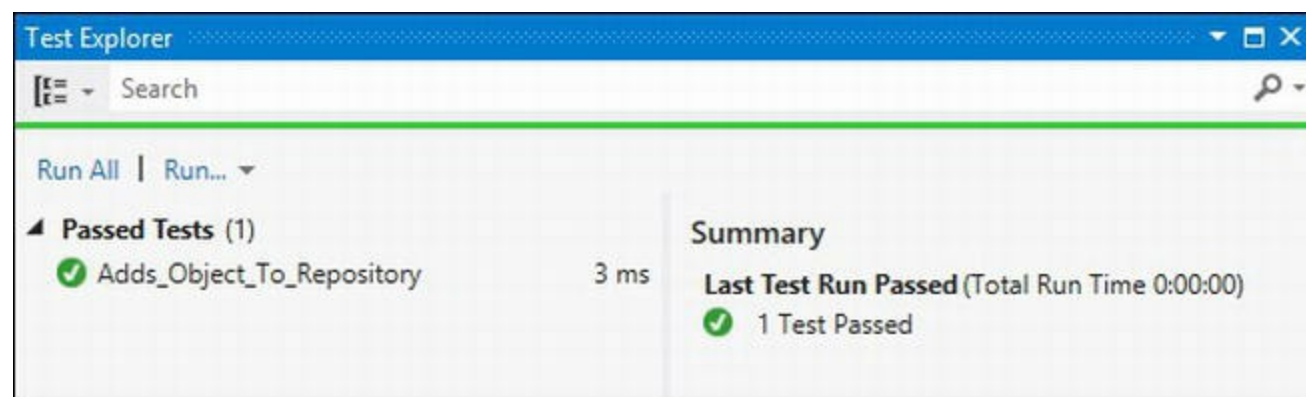 Test Explorer
Search
Run All | Run...
Passed Tests (1)
Adds_Object_To_Repository 3 ms
Summary
Last Test Run Passed (Total Run Time 0:00:00)
1 Test Passed